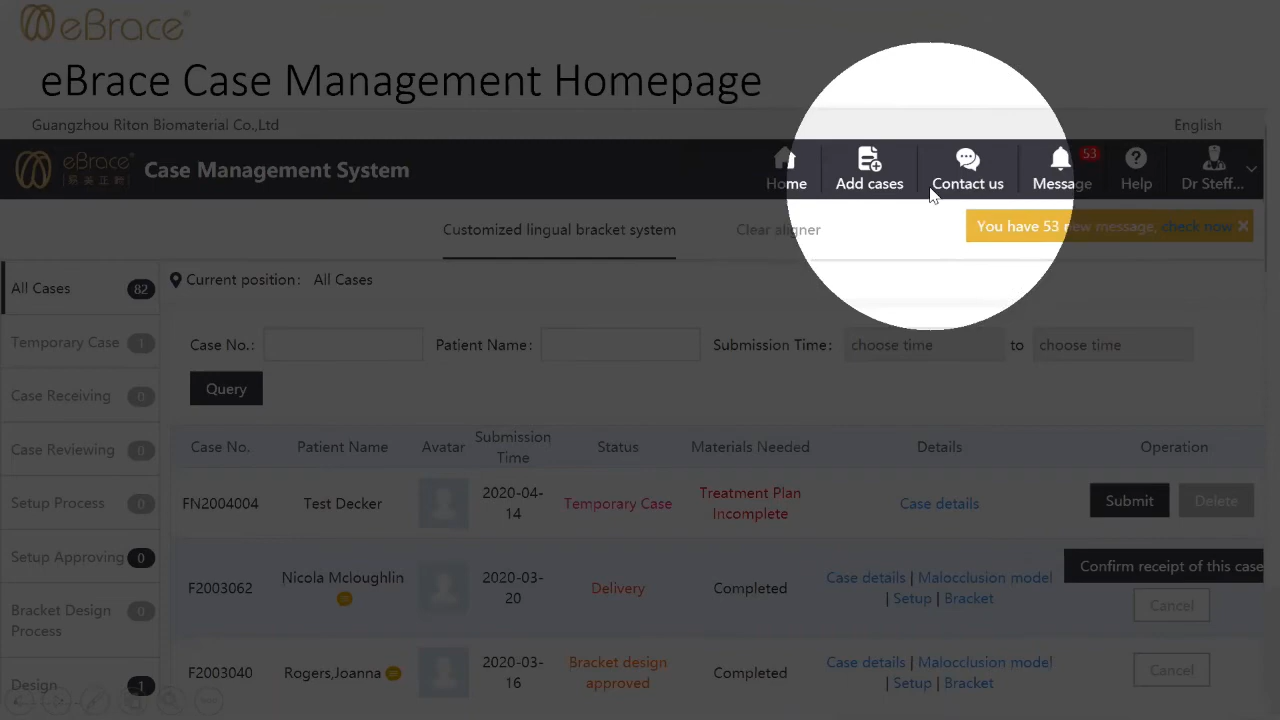 eBrace
eBrace Case Management Homepage
Guangzhou Riton Biomaterial Co.,Ltd
English
eBrace
易美正畸
Case Management System
Home
Add cases
Contact us
Message
53
Help
Dr Steff...
Customized lingual bracket system
Clear aligner
You have 53 new message, check now ×
All Cases 82
Temporary Case 1
Case Receiving 0
Case Reviewing 0
Setup Process 0
Setup Approving 0
Bracket Design
Process 0
Design 1
Current position: All Cases
Case No.:
Patient Name:
Submission Time: choose time to choose time
Query
Case No. Patient Name Avatar Submission Time Status Materials Needed Details Operation
FN2004004 Test Decker 2020-04-14 Temporary Case Treatment Plan Incomplete Case details Submit Delete
F2003062 Nicola Mcloughlin 2020-03-20 Delivery Completed Case details | Malocclusion model | Setup | Bracket Confirm receipt of this case Cancel
F2003040 Rogers,Joanna 2020-03-16 Bracket design approved Completed Case details | Malocclusion model | Setup | Bracket Cancel